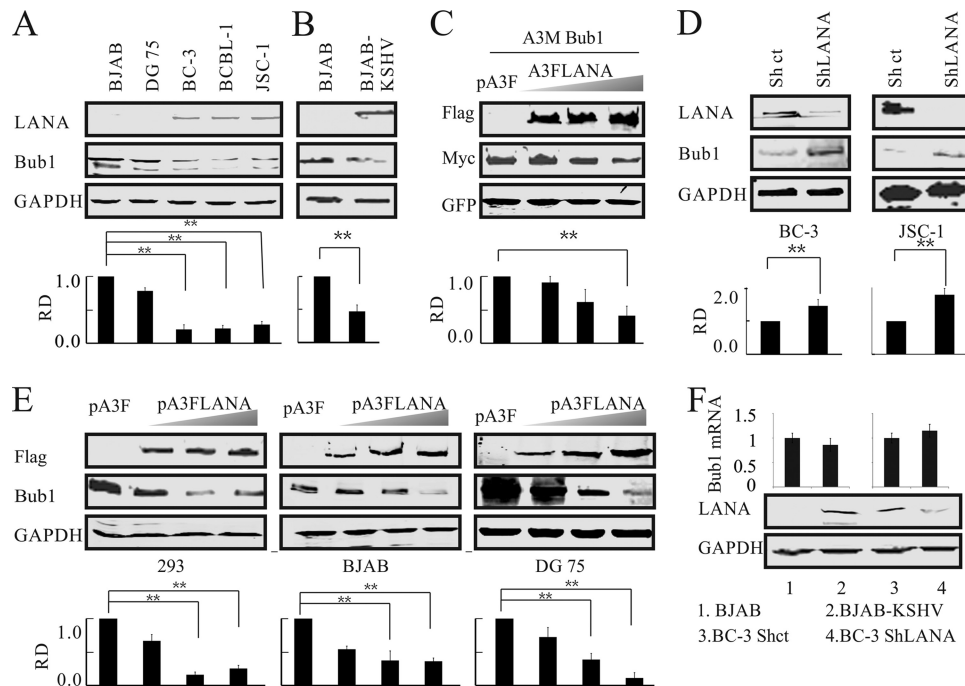 A
BJAB
DG 75
BC-3
BCBL-1
JSC-1
LANA
Bub1
GAPDH
**
**
**
RD
1.0
0.0
B
BJAB
BJAB-
KSHV
**
C
A3M Bub1
pA3F
A3FLANA
Flag
Myc
GFP
**
RD
1.0
0.0
D
Sh ct
ShLANA
Sh ct
ShLANA
LANA
Bub1
GAPDH
BC-3
JSC-1
**
**
RD
2.0
0.0
E
pA3F
pA3FLANA
pA3F
pA3FLANA
pA3F
pA3FLANA
Flag
Bub1
GAPDH
293
BJAB
DG 75
**
**
**
**
**
**
RD
1.0
0.0
F
Bub1 mRNA
1.5
1
0.5
LANA
GAPDH
1 2 3 4
1. BJAB 2.BJAB-KSHV
3.BC-3 Shct 4.BC-3 ShLANA